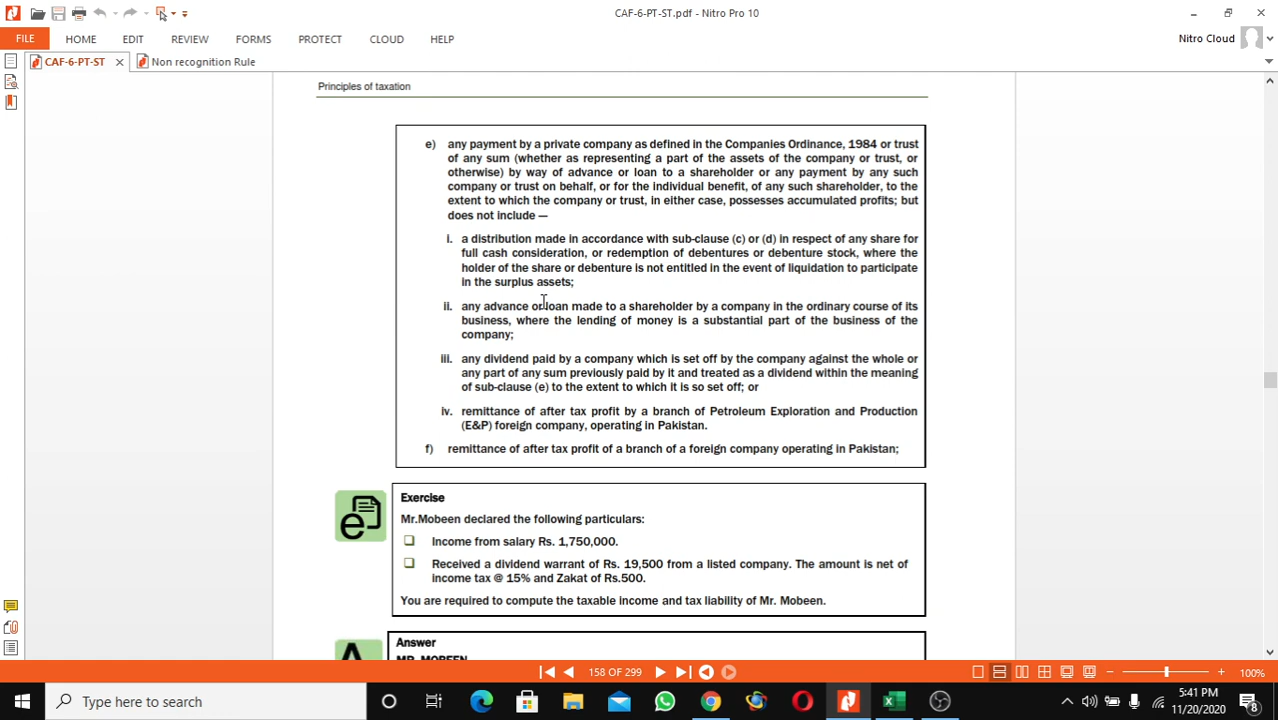 CAF-6-PT-ST.pdf - Nitro Pro 10
FILE
HOME
EDIT
REVIEW
FORMS
PROTECT
CLOUD
HELP
Nitro Cloud
CAF-6-PT-ST
Non recognition Rule
Principles of taxation
e) any payment by a private company as defined in the Companies Ordinance, 1984 or trust
of any sum (whether as representing a part of the assets of the company or trust, or
otherwise) by way of advance or loan to a shareholder or any payment by any such
company or trust on behalf, or for the individual benefit, of any such shareholder, to the
extent to which the company or trust, in either case, possesses accumulated profits; but
does not include —
i. a distribution made in accordance with sub-clause (c) or (d) in respect of any share for
full cash consideration, or redemption of debentures or debenture stock, where the
holder of the share or debenture is not entitled in the event of liquidation to participate
in the surplus assets;
ii. any advance or loan made to a shareholder by a company in the ordinary course of its
business, where the lending of money is a substantial part of the business of the
company;
iii. any dividend paid by a company which is set off by the company against the whole or
any part of any sum previously paid by it and treated as a dividend within the meaning
of sub-clause (e) to the extent to which it is so set off; or
iv. remittance of after tax profit by a branch of Petroleum Exploration and Production
(E&P) foreign company, operating in Pakistan.
f) remittance of after tax profit of a branch of a foreign company operating in Pakistan;
Exercise
Mr.Mobeen declared the following particulars:
Income from salary Rs. 1,750,000.
Received a dividend warrant of Rs. 19,500 from a listed company. The amount is net of
income tax @ 15% and Zakat of Rs.500.
You are required to compute the taxable income and tax liability of Mr. Mobeen.
Answer
MR. MOBEEN
158 OF 299
100%
Type here to search
5:41 PM
11/20/2020
8